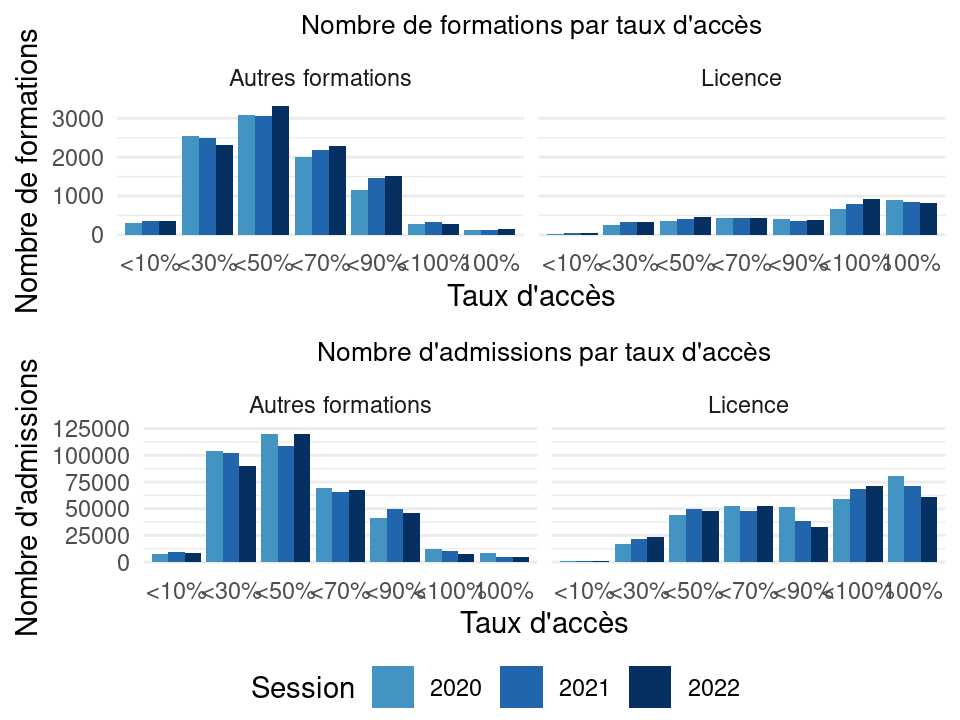 Nombre de formations par taux d'accès
Autres formations
Licence
Nombre de formations
3000
2000
1000
0
<10% <30% <50% <70% <90% <100% 100%
<10% <30% <50% <70% <90% <100% 100%
Taux d'accès
Nombre d'admissions par taux d'accès
Autres formations
Licence
Nombre d'admissions
125000
100000
75000
50000
25000
0
<10% <30% <50% <70% <90% <100% 100%
<10% <30% <50% <70% <90% <100% 100%
Taux d'accès
Session 2020 2021 2022